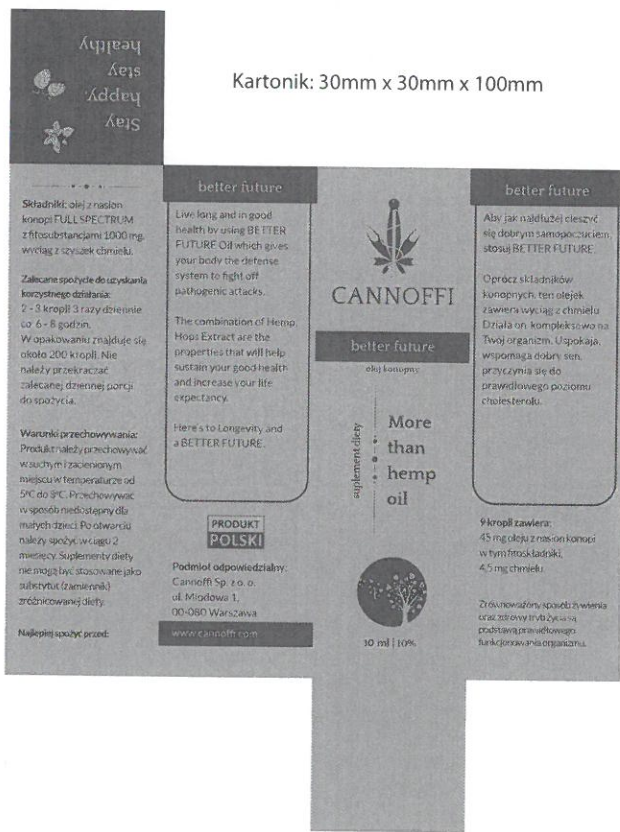 Kartonik: 30mm x 30mm x 100mm
Stay
happy,
stay
healthy
Składniki: olej z nasion
konopi FULL SPECTRUM
z fitosubstancjami 1000 mg,
wyciąg z szyszek chmielu.
Zalecane spożycie do uzyskania
korzystnego działania:
2 - 3 kropli 3 razy dziennie
co 6 - 8 godzin.
W opakowaniu znajduje się
około 200 kropli. Nie
należy przekraczać
zalecanej dziennej porcji
do spożycia.
Warunki przechowywania:
Produkt należy przechowywać
w suchym i zacienionym
miejscu w temperaturze od
5°C do 8°C. Przechowywać
w sposób niedostępny dla
małych dzieci. Po otwarciu
należy spożyć w ciągu 2
miesięcy. Suplementy diety
nie mogą być stosowane jako
substytut (zamiennik)
zróżnicowanej diety.
Najlepiej spożyć przed:
better future
Live long and in good
health by using BETTER
FUTURE Oil which gives
your body the defense
system to fight off
pathogenic attacks.
The combination of Hemp
Hops Extract are the
properties that will help
sustain your good health
and increase your life
expectancy.
Here's to Longevity and
a BETTER FUTURE.
PRODUKT
POLSKI
Podmiot odpowiedzialny:
Cannoffi Sp. z o. o.
ul. Miodowa 1,
00-080 Warszawa
www.cannoffi.com
CANNOFFI
better future
olej konopny
suplement diety
More
than
hemp
oil
10 ml | 10%
better future
Aby jak najdłużej cieszyć
się dobrym samopoczuciem,
stosuj BETTER FUTURE.
Oprócz składników
konopnych, ten olejek
zawiera wyciąg z chmielu.
Działa on kompleksowo na
Twój organizm. Uspokaja,
wspomaga dobry sen,
przyczynia się do
prawidłowego poziomu
cholesterolu.
9 kropli zawiera:
45 mg oleju z nasion konopi
w tym fitoskładniki,
4,5 mg chmielu.
Zrównoważony sposób żywienia
oraz zdrowy tryb życia są
podstawą prawidłowego
funkcjonowania organizmu.